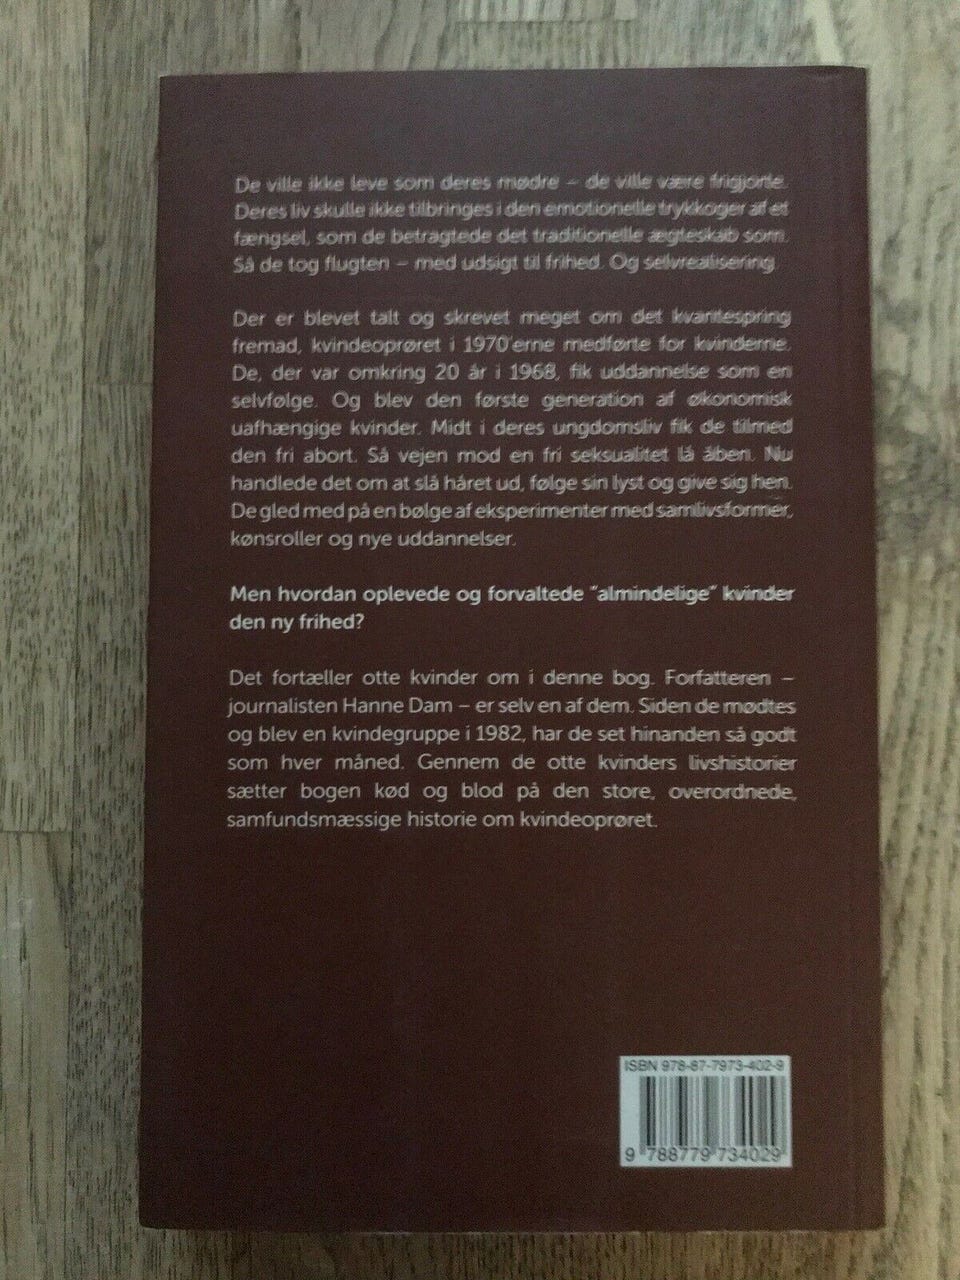 De ville ikke leve som deres mødre – de ville være frigjorte.
Deres liv skulle ikke tilbringes i den emotionelle trykkoger af et
fængsel, som de betragtede det traditionelle ægteskab som.
Så de tog flugten – med udsigt til frihed. Og selvrealisering.
Der er blevet talt og skrevet meget om det kvantespring
fremad, kvindeoprøret i 1970'erne medførte for kvinderne.
De, der var omkring 20 år i 1968, fik uddannelse som en
selvfølge. Og blev den første generation af økonomisk
uafhængige kvinder. Midt i deres ungdomsliv fik de tilmed
den fri abort. Så vejen mod en fri seksualitet lå åben. Nu
handlede det om at slå håret ud, følge sin lyst og give sig hen.
De gled med på en bølge af eksperimenter med samlivsformer,
kønsroller og nye uddannelser.
Men hvordan oplevede og forvaltede "almindelige" kvinder
den ny frihed?
Det fortæller otte kvinder om i denne bog. Forfatteren –
journalisten Hanne Dam – er selv en af dem. Siden de mødtes
og blev en kvindegruppe i 1982, har de set hinanden så godt
som hver måned. Gennem de otte kvinders livshistorier
sætter bogen kød og blod på den store, overordnede,
samfundsmæssige historie om kvindeoprøret.
ISBN 978-87-7973-402-9
9 788779 734029